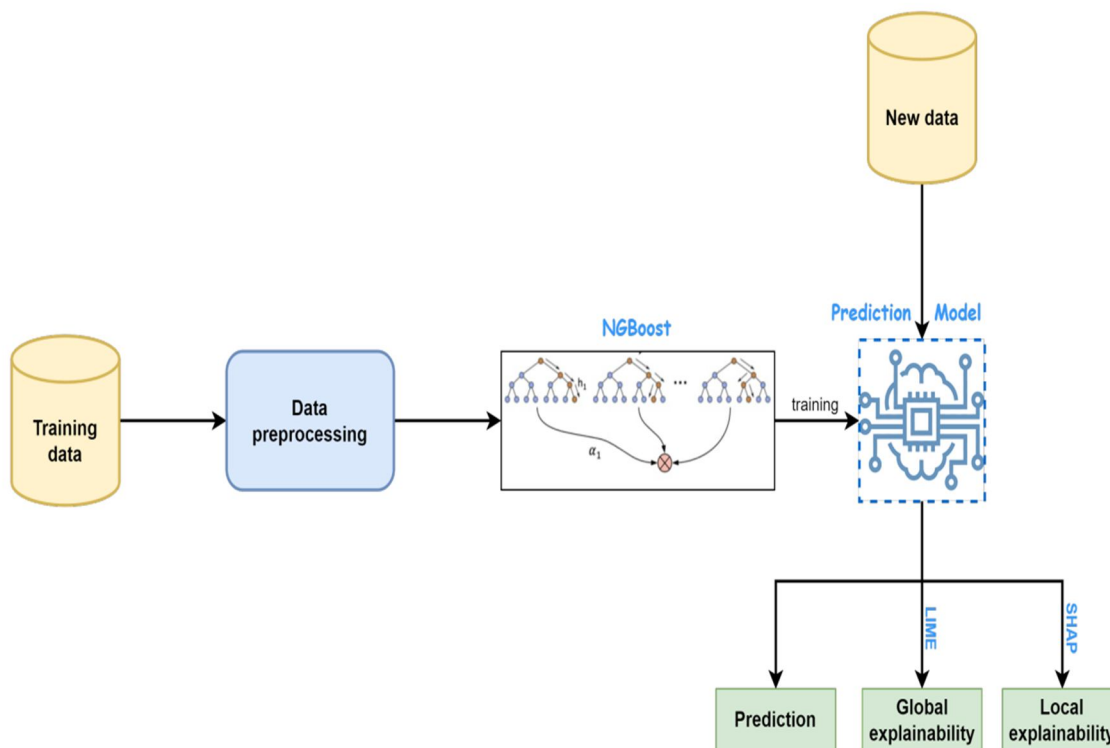 New data
Prediction Model
NGBoost
h₁
...
Training
data
Data
preprocessing
α₁
training
LIME
SHAP
Prediction
Global
explainability
Local
explainability